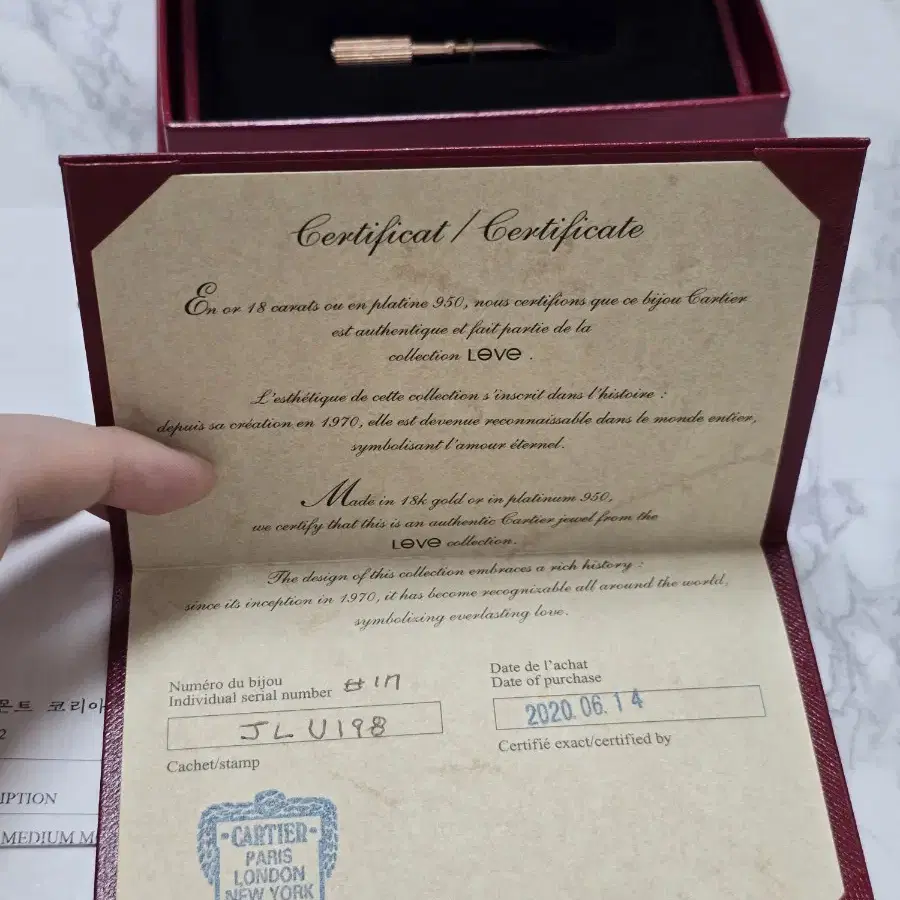 Certificat / Certificate
En or 18 carats ou en platine 950, nous certifions que ce bijou Cartier
est authentique et fait partie de la
collection LOVE .
L'esthétique de cette collection s'inscrit dans l'histoire :
depuis sa création en 1970, elle est devenue reconnaissable dans le monde entier,
symbolisant l'amour éternel.
Made in 18k gold or in platinum 950,
we certify that this is an authentic Cartier jewel from the
LOVE collection.
The design of this collection embraces a rich history :
since its inception in 1970, it has become recognizable all around the world,
symbolizing everlasting love.
Numéro du bijou
Individual serial number #17
JLU198
Date de l'achat
Date of purchase
2020.06.14
Certifié exact/certified by
Cachet/stamp
CARTIER
PARIS
LONDON
NEW YORK
몬트 코리아
2
IPTION
MEDIUM M